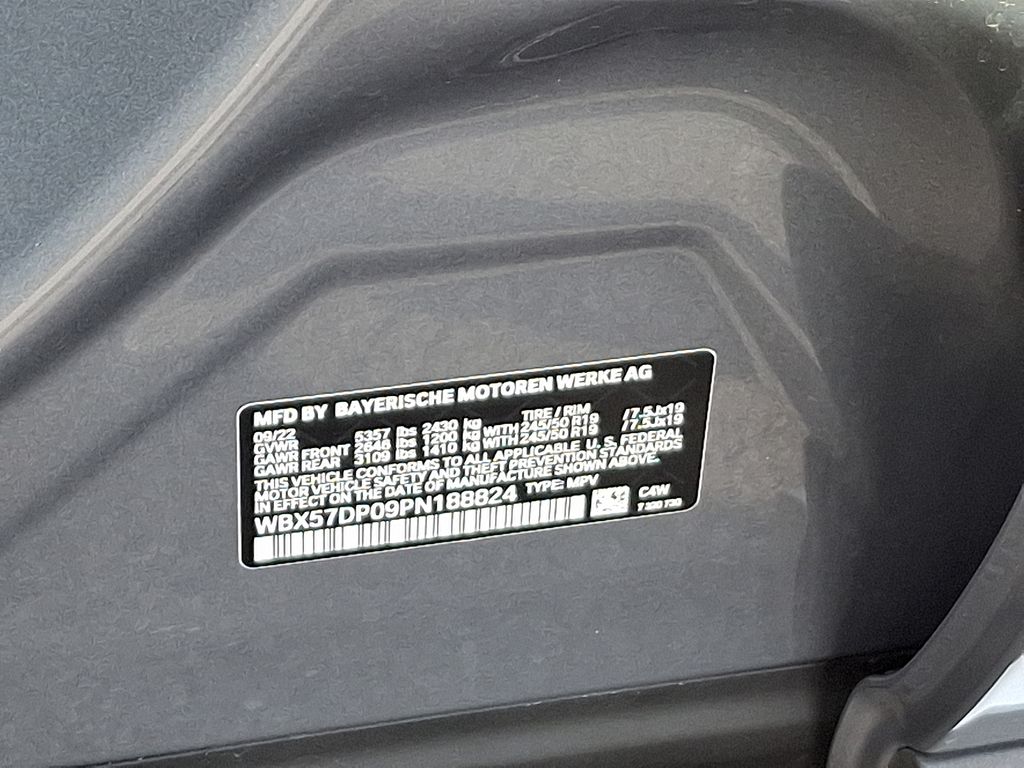 MFD BY BAYERISCHE MOTOREN WERKE AG
09/22 TIRE / RIM
GVWR 5357 lbs 2430 kg
GAWR FRONT 2646 lbs 1200 kg WITH 245/50 R19 /7.5Jx19
GAWR REAR 3109 lbs 1410 kg WITH 245/50 R19 /7.5Jx19
THIS VEHICLE CONFORMS TO ALL APPLICABLE U. S. FEDERAL
MOTOR VEHICLE SAFETY AND THEFT PREVENTION STANDARDS
IN EFFECT ON THE DATE OF MANUFACTURE SHOWN ABOVE.
WBX57DP09PN188824 TYPE: MPV
C4W